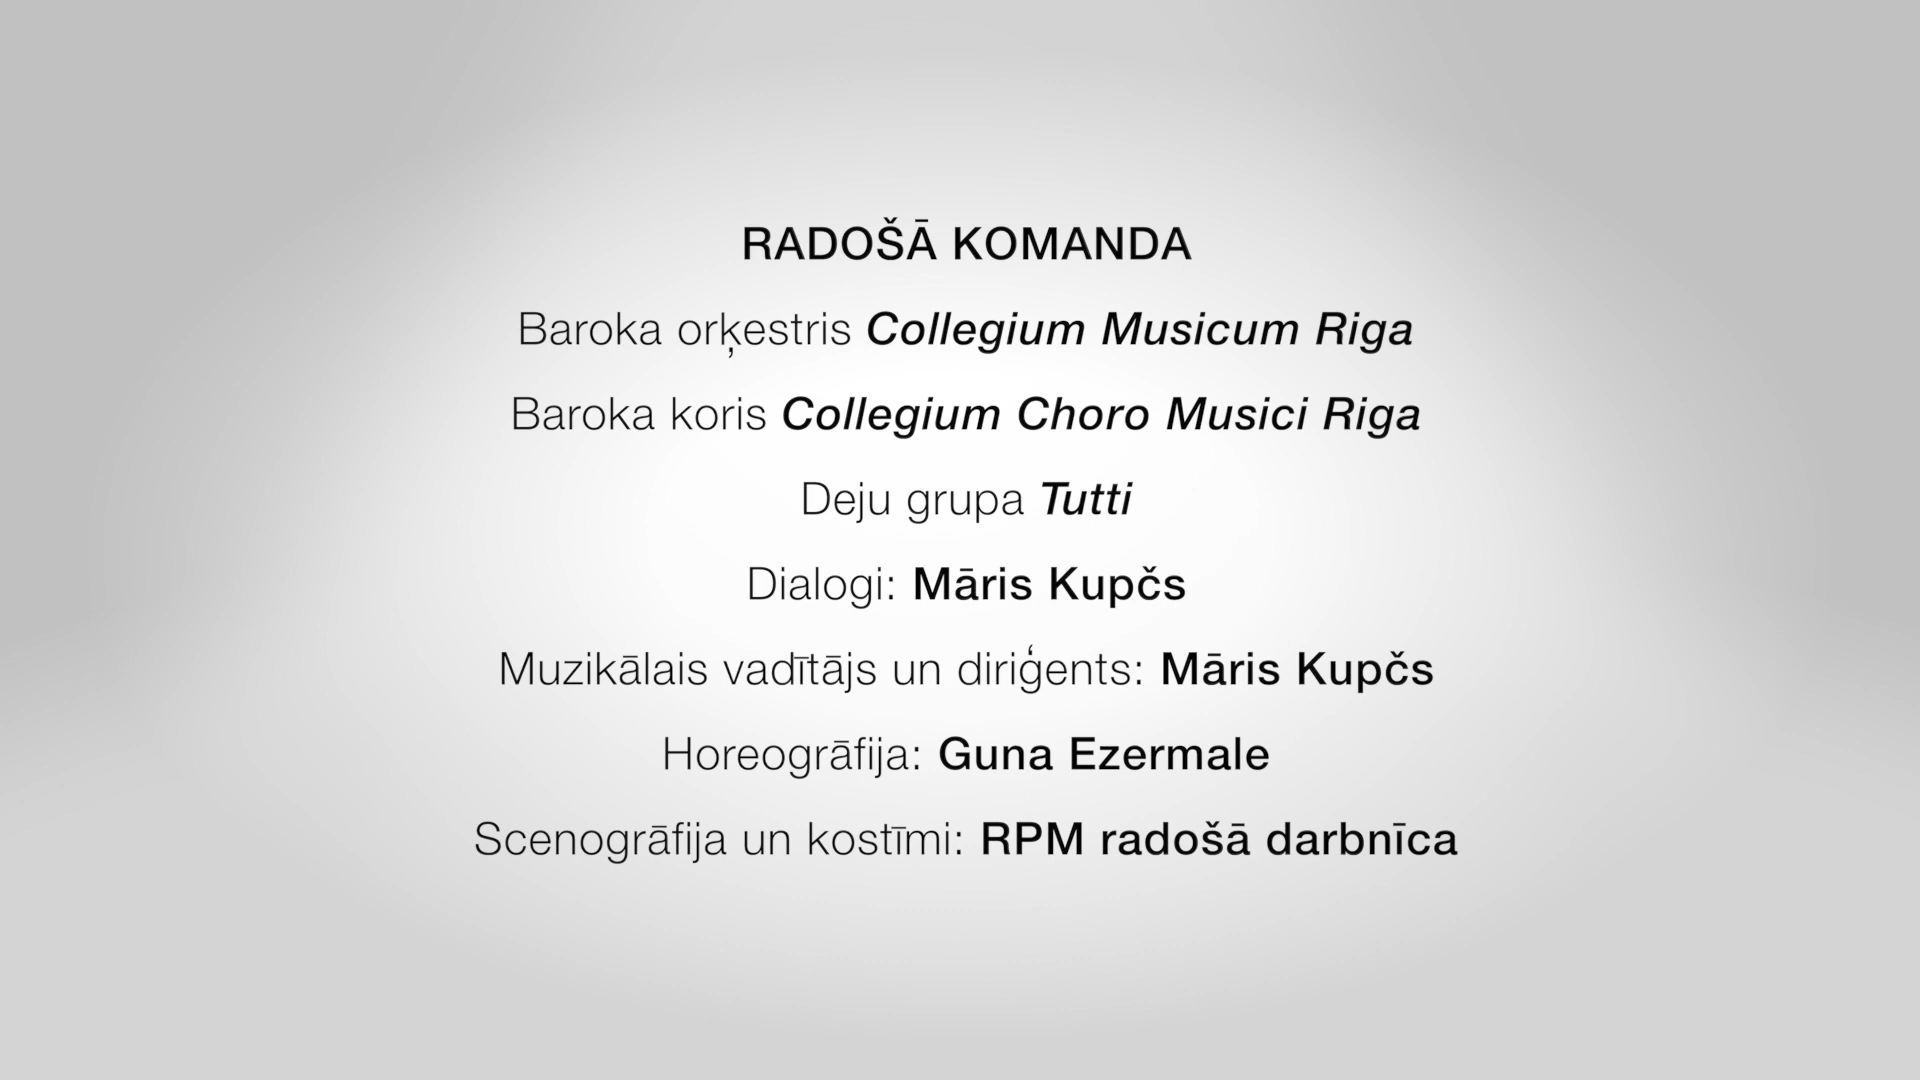 RADOŠĀ KOMANDA
Baroka orķestris Collegium Musicum Riga
Baroka koris Collegium Choro Musici Riga
Deju grupa Tutti
Dialogi: Māris Kupčs
Muzikālais vadītājs un diriģents: Māris Kupčs
Horeogrāfija: Guna Ezermale
Scenogrāfija un kostīmi: RPM radošā darbnīca